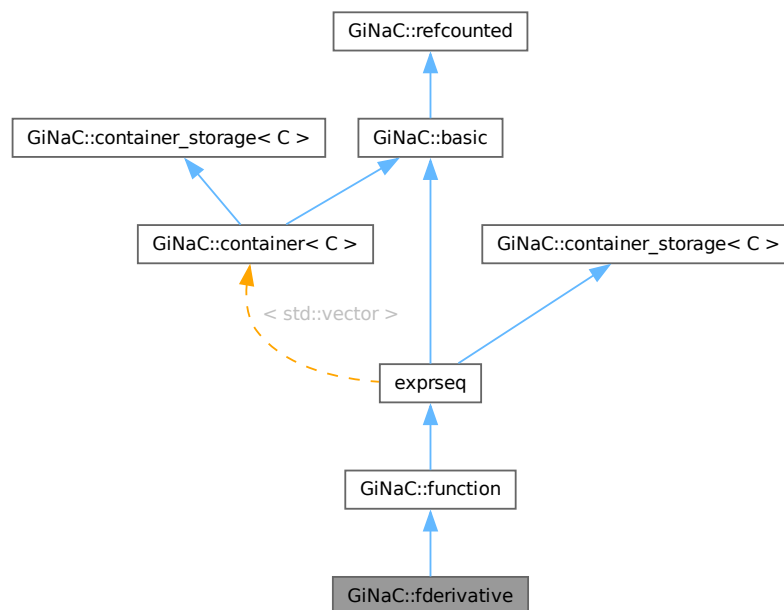 GiNaC::refcounted
GiNaC::container_storage< C >
GiNaC::basic
GiNaC::container< C >
GiNaC::container_storage< C >
< std::vector >
exprseq
GiNaC::function
GiNaC::fderivative